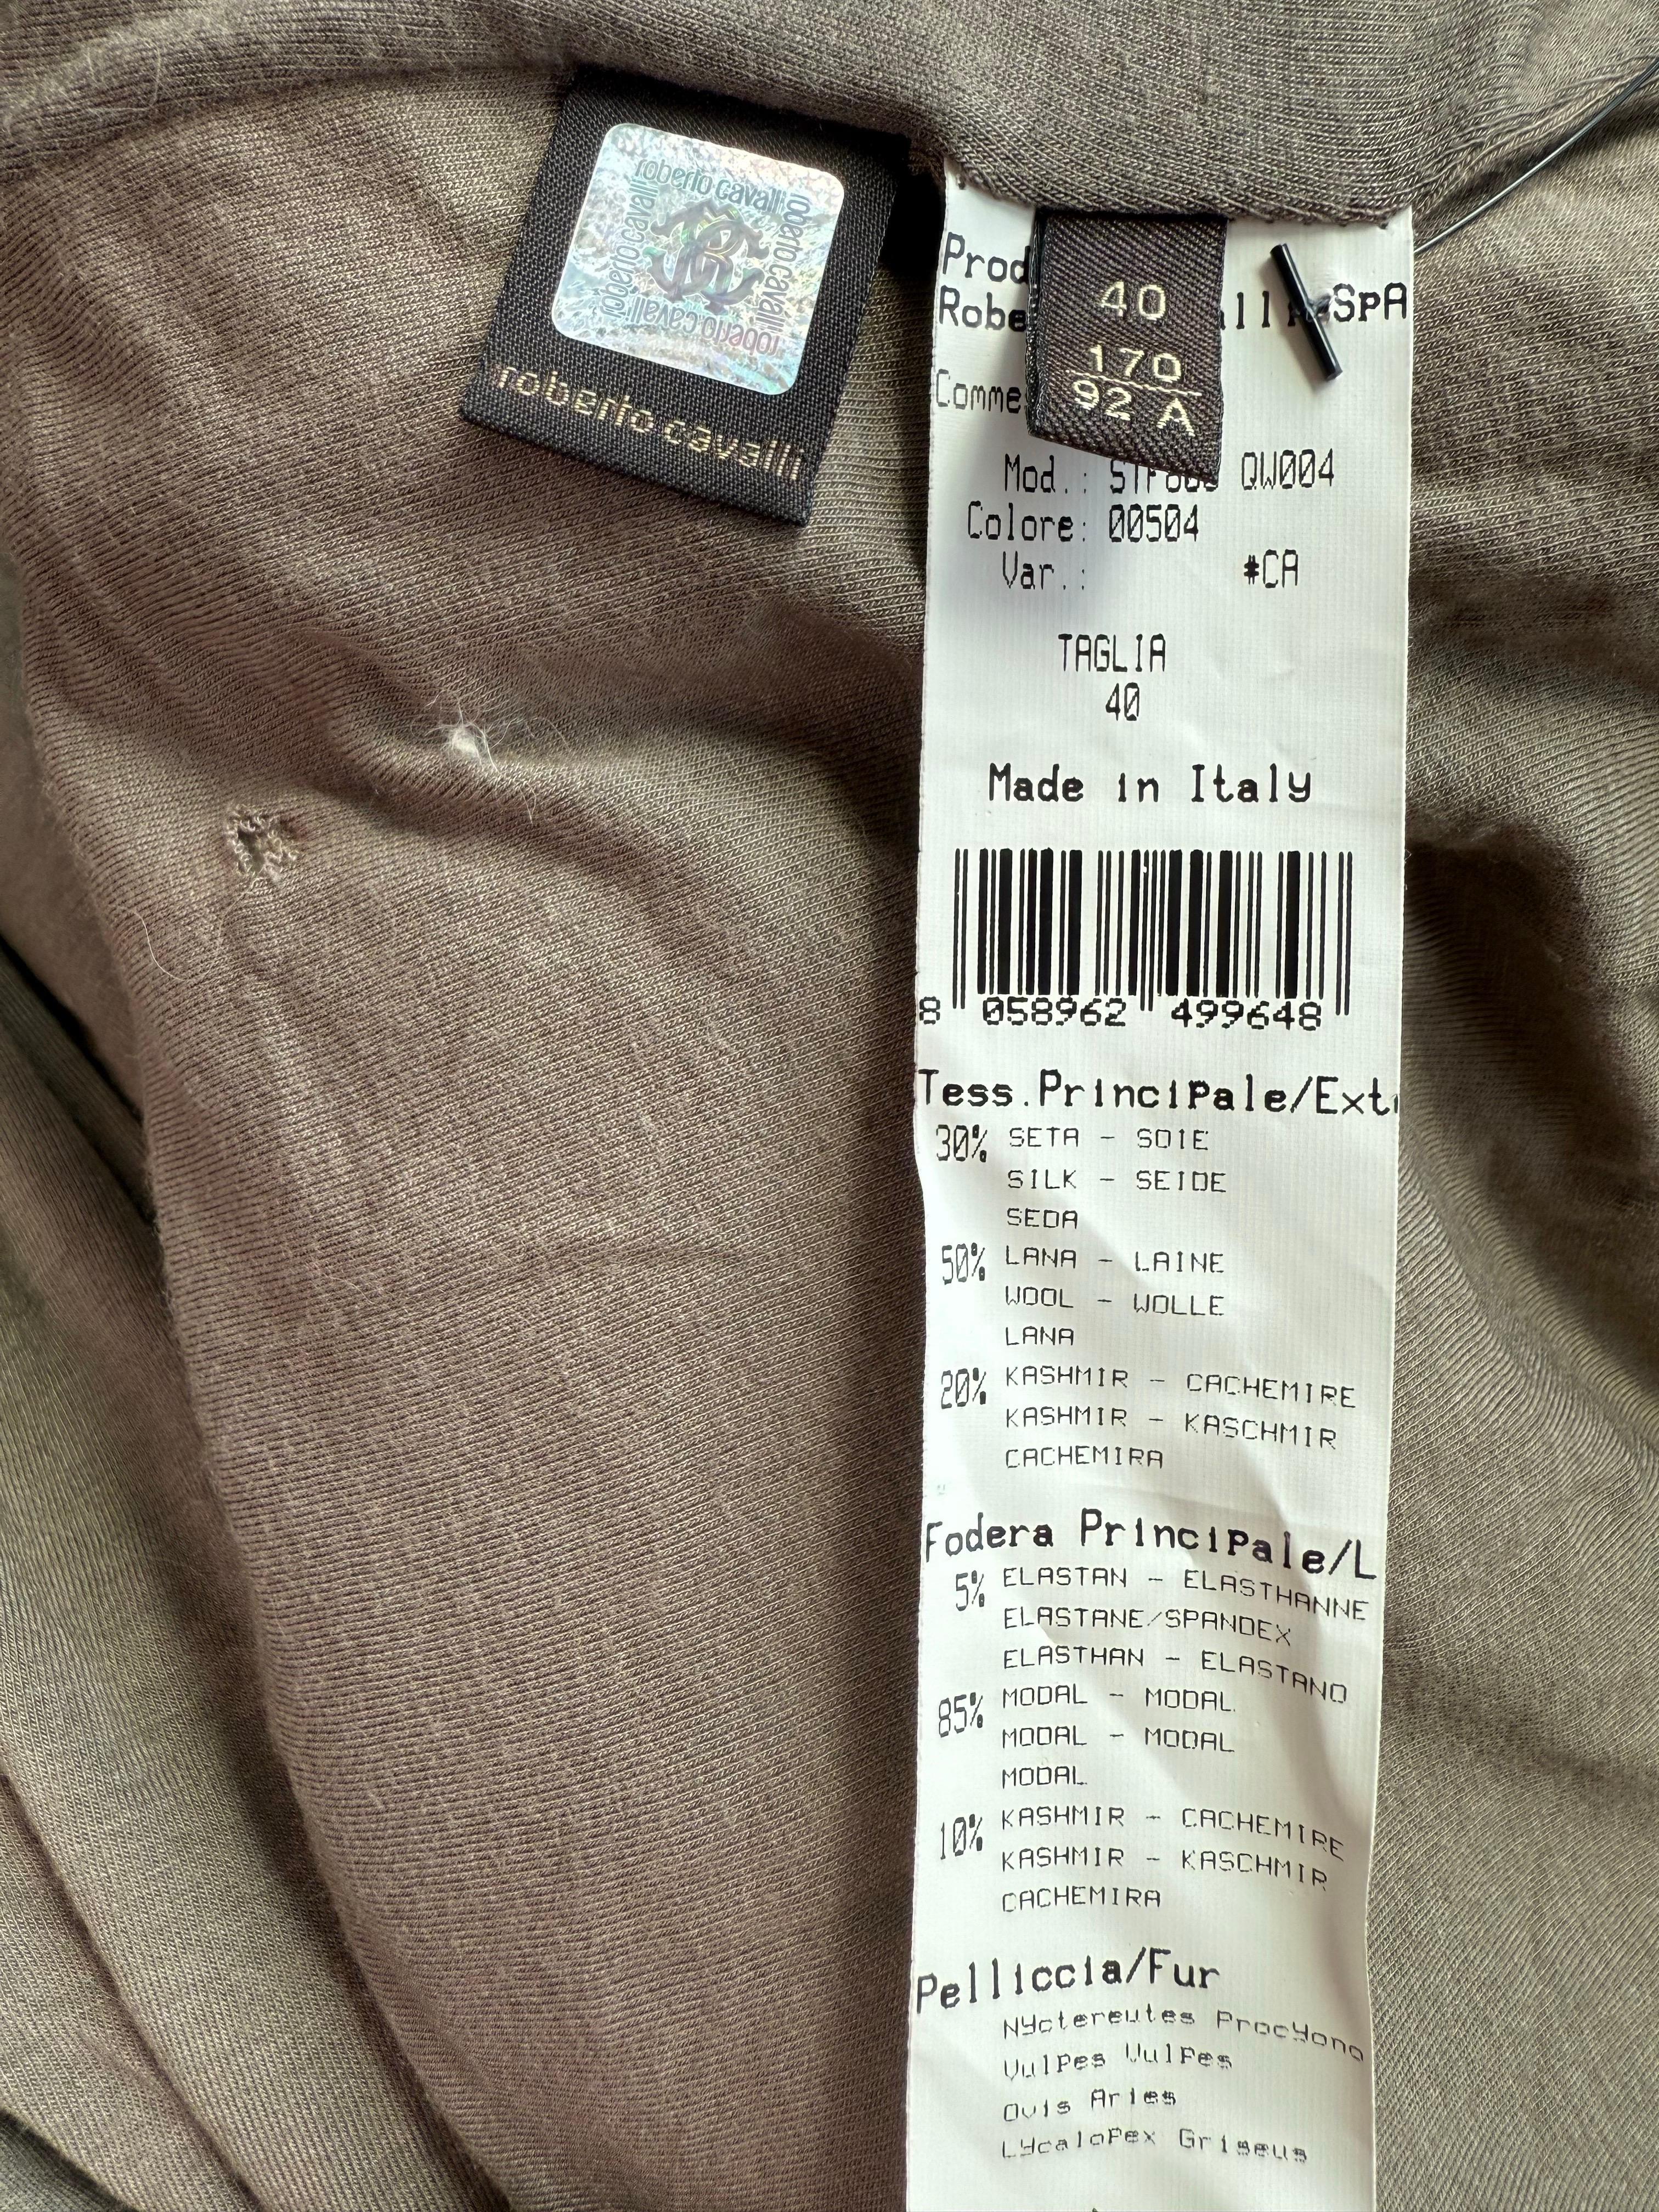 roberto cavalli
roberto cavalli
roberto cavalli
roberto cavalli
roberto cavalli
40
170
92 A
SpA
Mod.: QW004
Colore: 00504
Var.: #CA
TAGLIA
40
Made in Italy
8 058962 499648
Tess.Principale/Ext
30% SETA - SOIE
SILK - SEIDE
SEDA
50% LANA - LAINE
WOOL - WOLLE
LANA
20% KASHMIR - CACHEMIRE
KASHMIR - KASCHMIR
CACHEMIRA
Fodera Principale/L
5% ELASTAN - ELASTHANNE
ELASTANE/SPANDEX
ELASTHAN - ELASTANO
85% MODAL - MODAL
MODAL - MODAL
MODAL
10% KASHMIR - CACHEMIRE
KASHMIR - KASCHMIR
CACHEMIRA
Pelliccia/Fur
Nyctereutes Procyono
Vulpes Vulpes
Ovis Aries
Lycalopex Griseus